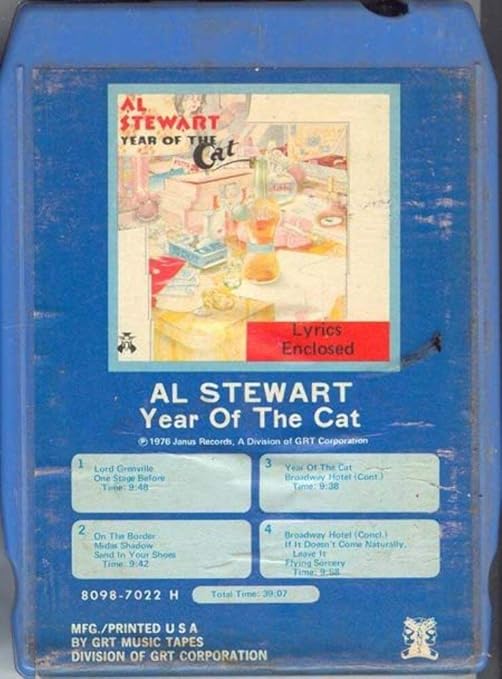 AL
STEWART
YEAR OF THE
Cat
Lyrics
Enclosed
AL STEWART
Year Of The Cat
℗ 1976 Janus Records, A Division of GRT Corporation
1 Lord Grenville
One Stage Before
Time: 9:48
2 On The Border
Midas Shadow
Sand In Your Shoes
Time: 9:42
3 Year Of The Cat
Broadway Hotel (Cont.)
Time: 9:38
4 Broadway Hotel (Concl.)
If It Doesn't Come Naturally,
Leave It
Flying Sorcery
Time: 9:58
8098-7022 H
Total Time: 39:07
MFG./PRINTED U S A
BY GRT MUSIC TAPES
DIVISION OF GRT CORPORATION